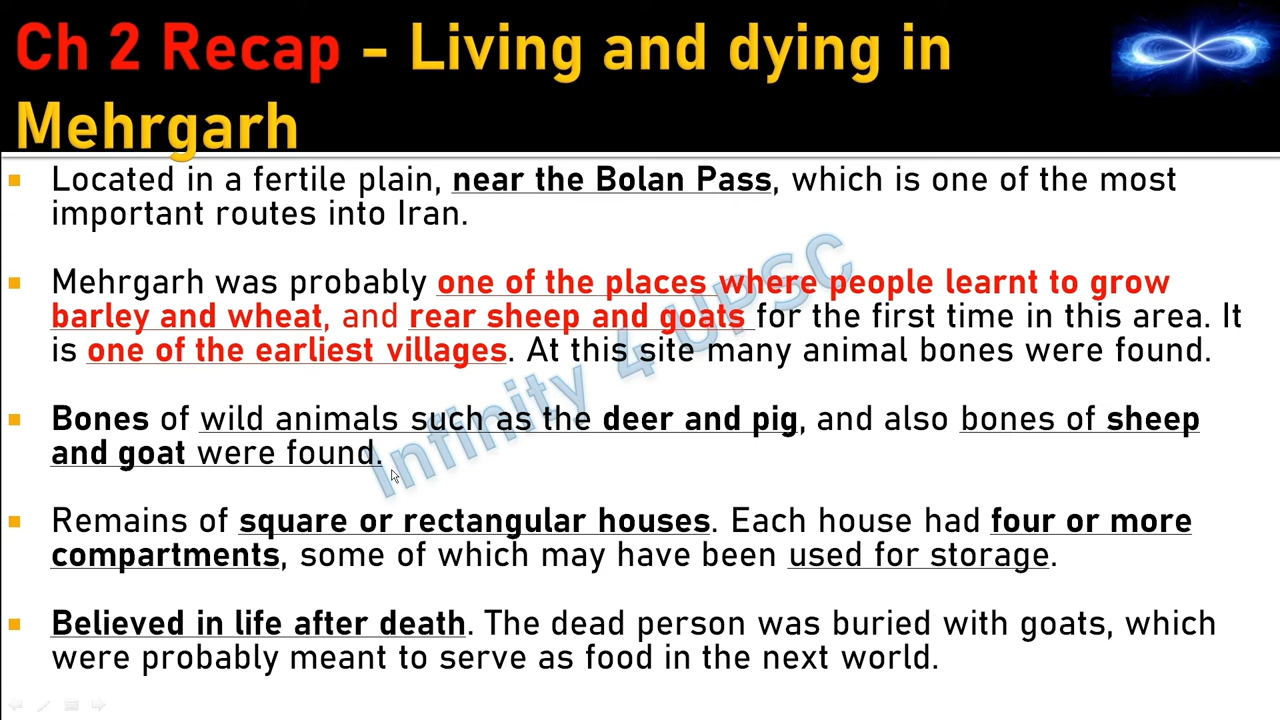 Ch 2 Recap - Living and dying in
Mehrgarh
Located in a fertile plain, near the Bolan Pass, which is one of the most
important routes into Iran.
Mehrgarh was probably one of the places where people learnt to grow
barley and wheat, and rear sheep and goats for the first time in this area. It
is one of the earliest villages. At this site many animal bones were found.
Bones of wild animals such as the deer and pig, and also bones of sheep
and goat were found.
Remains of square or rectangular houses. Each house had four or more
compartments, some of which may have been used for storage.
Believed in life after death. The dead person was buried with goats, which
were probably meant to serve as food in the next world.
Infinity 4 UPSC